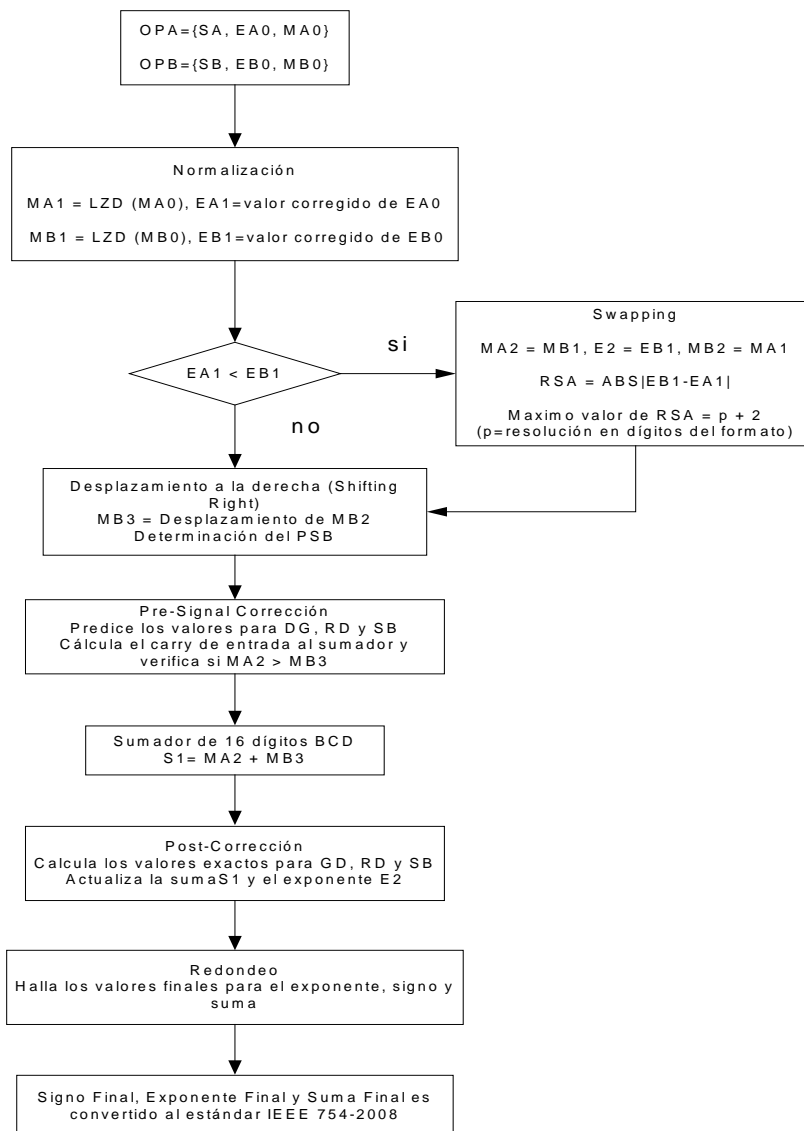 OPA={SA, EA0, MA0}
OPB={SB, EB0, MB0}
Normalización
MA1 = LZD (MA0), EA1=valor corregido de EA0
MB1 = LZD (MB0), EB1=valor corregido de EB0
EA1 < EB1
si
no
Swapping
MA2 = MB1, E2 = EB1, MB2 = MA1
RSA = ABS|EB1-EA1|
Maximo valor de RSA = p + 2
(p=resolución en dígitos del formato)
Desplazamiento a la derecha (Shifting
Right)
MB3 = Desplazamiento de MB2
Determinación del PSB
Pre-Signal Corrección
Predice los valores para DG, RD y SB
Cálcula el carry de entrada al sumador y
verifica si MA2 > MB3
Sumador de 16 dígitos BCD
S1= MA2 + MB3
Post-Corrección
Calcula los valores exactos para GD, RD y SB
Actualiza la sumaS1 y el exponente E2
Redondeo
Halla los valores finales para el exponente, signo y
suma
Signo Final, Exponente Final y Suma Final es
convertido al estándar IEEE 754-2008